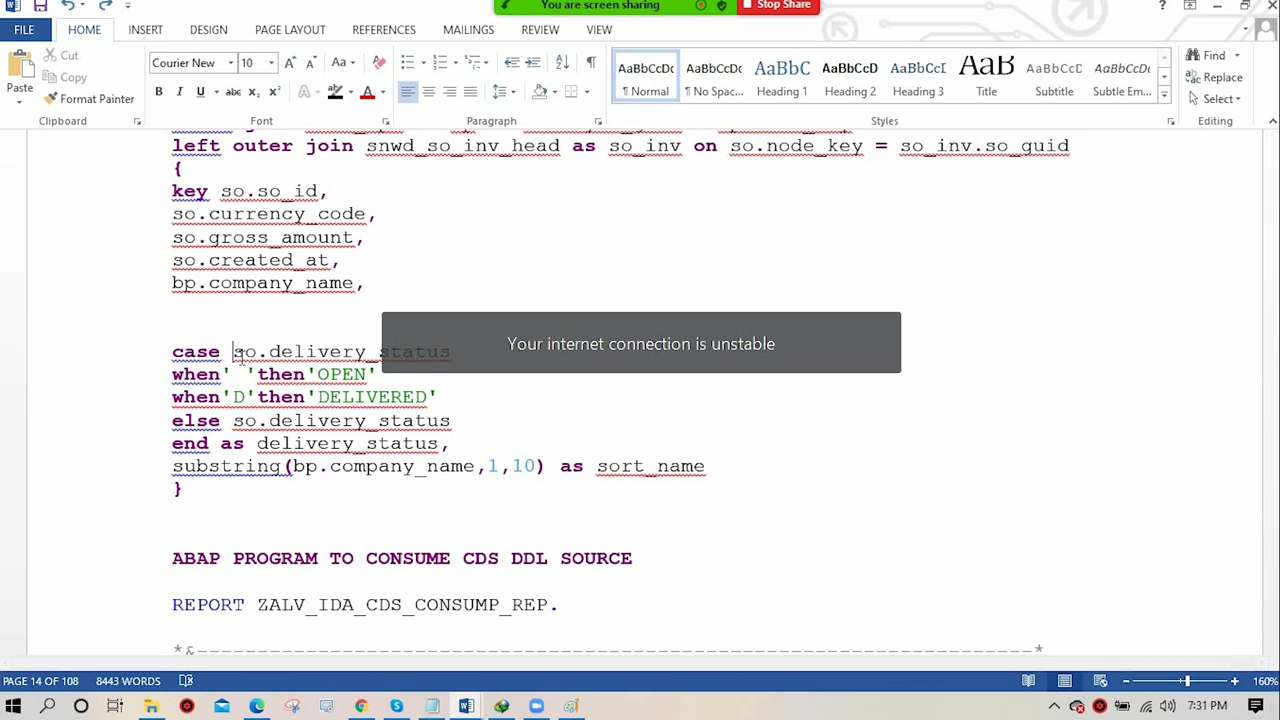 You are screen sharing
Stop Share
FILE
HOME
INSERT
DESIGN
PAGE LAYOUT
REFERENCES
MAILINGS
REVIEW
VIEW
Paste
Cut
Copy
Format Painter
Clipboard
Courier New
10
Font
Paragraph
AaBbCcDc
¶ Normal
AaBbCcDc
¶ No Spac...
AaBbC
Heading 1
AaBbCc
Heading 2
AaBbCcI
Heading 3
AaB
Title
AaBbCcD
Subtitle
AaBbCcDc
Subtle Em...
Styles
Find
Replace
Select
Editing
left outer join snwd_so_inv_head as so_inv on so.node_key = so_inv.so_guid
{
key so.so_id,
so.currency_code,
so.gross_amount,
so.created_at,
bp.company_name,
Your internet connection is unstable
case so.delivery_status
when' 'then'OPEN'
when'D'then'DELIVERED'
else so.delivery_status
end as delivery_status,
substring(bp.company_name,1,10) as sort_name
}
ABAP PROGRAM TO CONSUME CDS DDL SOURCE
REPORT ZALV_IDA_CDS_CONSUMP_REP.
*&---------------------------------------------------------------------*
PAGE 14 OF 108
8443 WORDS
160%
7:31 PM